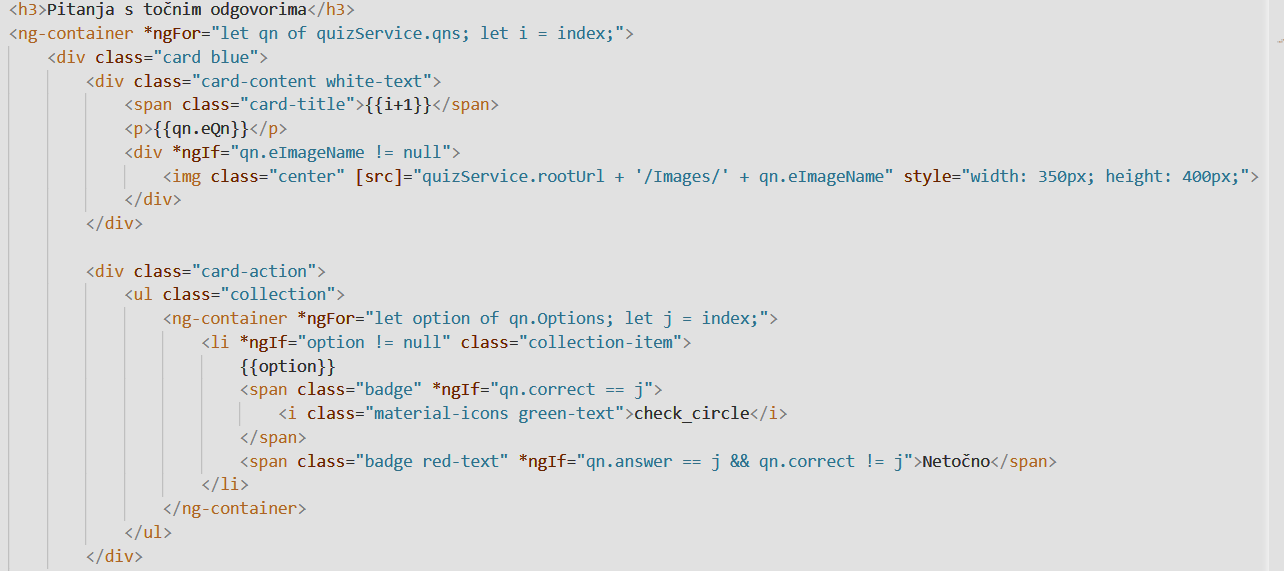 <h3>Pitanja s točnim odgovorima</h3>
<ng-container *ngFor="let qn of quizService.qns; let i = index;">
    <div class="card blue">
        <div class="card-content white-text">
            <span class="card-title">{{i+1}}</span>
            <p>{{qn.eQn}}</p>
            <div *ngIf="qn.eImageName != null">
                <img class="center" [src]="quizService.rootUrl + '/Images/' + qn.eImageName" style="width: 350px; height: 400px;">
            </div>
        </div>

        <div class="card-action">
            <ul class="collection">
                <ng-container *ngFor="let option of qn.Options; let j = index;">
                    <li *ngIf="option != null" class="collection-item">
                        {{option}}
                        <span class="badge" *ngIf="qn.correct == j">
                            <i class="material-icons green-text">check_circle</i>
                        </span>
                        <span class="badge red-text" *ngIf="qn.answer == j && qn.correct != j">Netočno</span>
                    </li>
                </ng-container>
            </ul>
        </div>